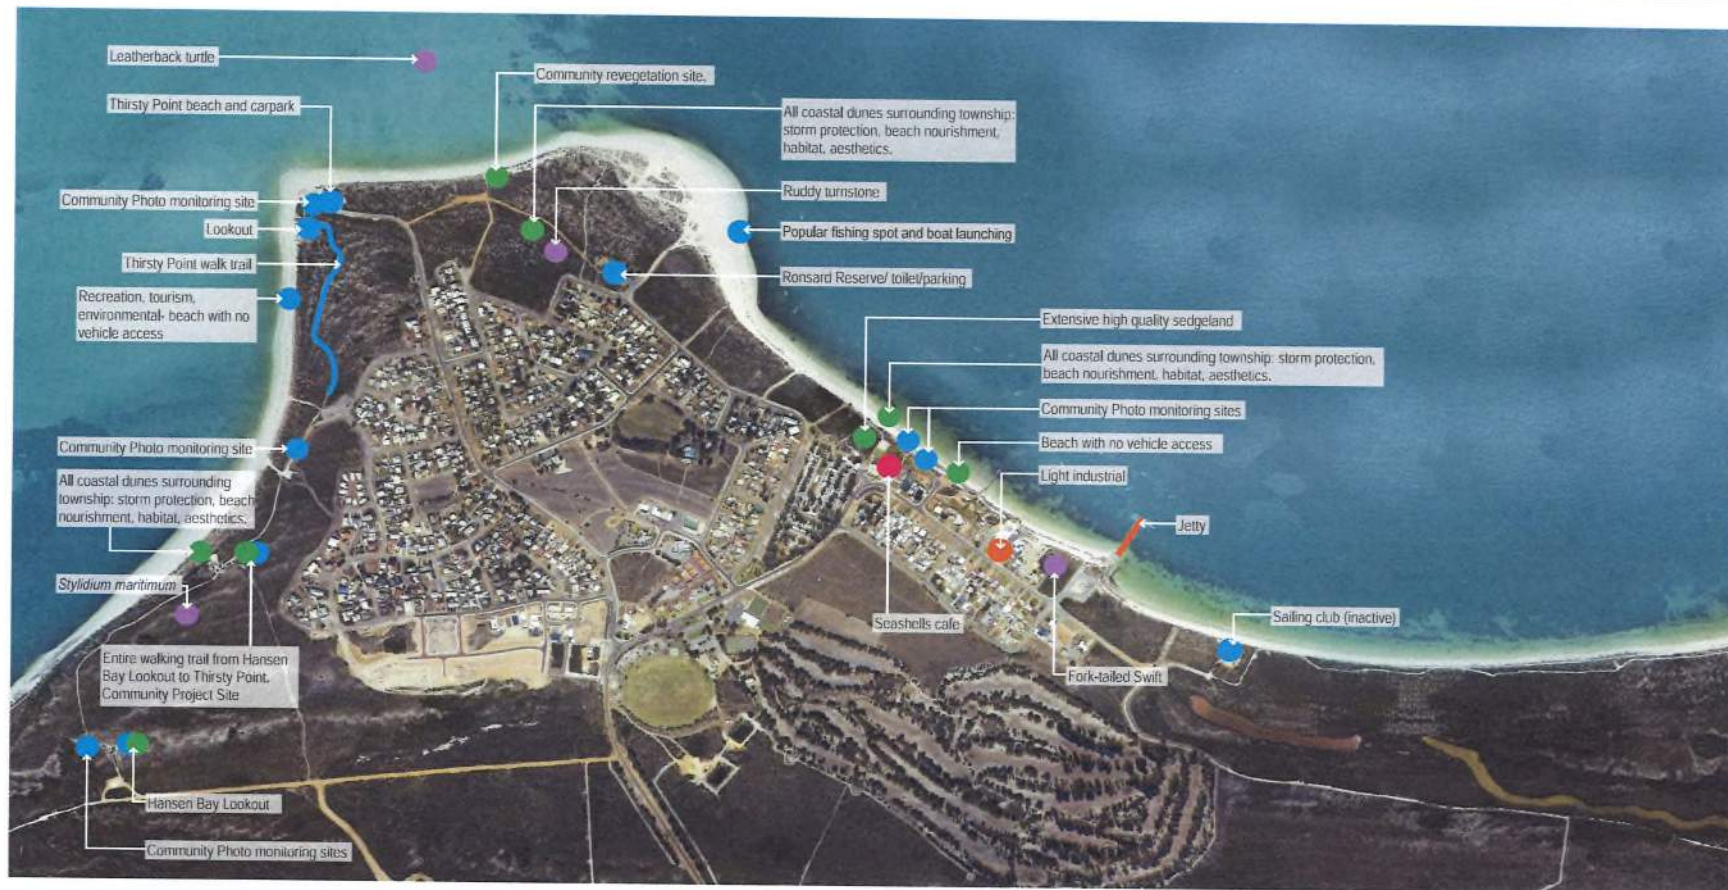 Leatherback turtle
Community revegetation site.
Thirsty Point beach and carpark
All coastal dunes surrounding township:
storm protection, beach nourishment,
habitat, aesthetics.
Ruddy turnstone
Community Photo monitoring site
Lookout
Popular fishing spot and boat launching
Thirsty Point walk trail
Ronsard Reserve/ toilet/parking
Recreation, tourism,
environmental- beach with no
vehicle access
Extensive high quality sedgeland
All coastal dunes surrounding township: storm protection,
beach nourishment, habitat, aesthetics.
Community Photo monitoring sites
Beach with no vehicle access
Community Photo monitoring site
Light industrial
All coastal dunes surrounding
township: storm protection, beach
nourishment, habitat, aesthetics.
Jetty
Stylidium maritimum
Seashells cafe
Sailing club (inactive)
Entire walking trail from Hansen
Bay Lookout to Thirsty Point.
Community Project Site
Fork-tailed Swift
Hansen Bay Lookout
Community Photo monitoring sites